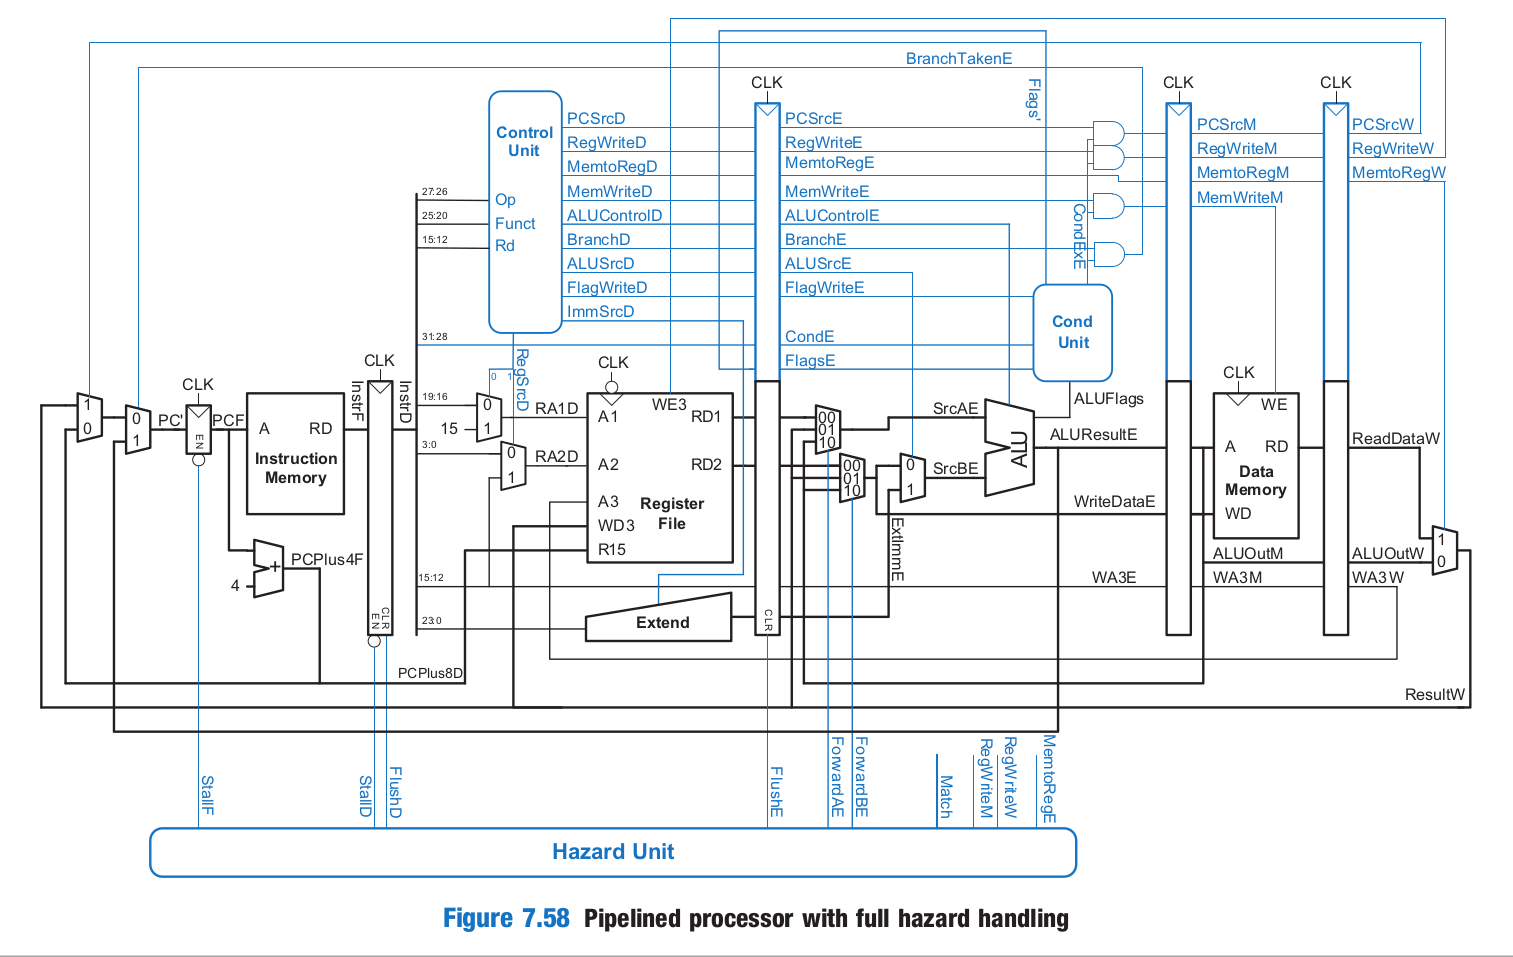 BranchTakenE
CLK
CLK
CLK
Flags'
Control
Unit
PCSrcD
RegWriteD
MemtoRegD
MemWriteD
ALUControlD
BranchD
ALUSrcD
FlagWriteD
ImmSrcD
PCSrcE
RegWriteE
MemtoRegE
MemWriteE
ALUControlE
BranchE
ALUSrcE
FlagWriteE
CondE
FlagsE
PCSrcM
RegWriteM
MemtoRegM
MemWriteM
PCSrcW
RegWriteW
MemtoRegW
27:26
Op
25:20
Funct
15:12
Rd
CondExE
Cond
Unit
31:28
CLK
CLK
CLK
CLK
InstrF
InstrD
RegSrcD
0 1
ALUFlags
1
0
0
1
PC'
EN
PCF
A
RD
Instruction
Memory
19:16
15
0
1
RA1D
3:0
0
1
RA2D
A1
WE3
RD1
A2
RD2
A3
Register
File
WD3
R15
00
01
10
00
01
10
SrcAE
0
1
SrcBE
ALU
ALUResultE
WriteDataE
ExtImmE
WE
A
RD
Data
Memory
WD
ReadDataW
1
0
ALUOutM
ALUOutW
4
+
PCPlus4F
EN
CLR
15:12
WA3E
WA3M
WA3W
23:0
Extend
CLR
PCPlus8D
ResultW
StallF
StallD
FlushD
FlushE
ForwardAE
ForwardBE
Match
RegWriteM
RegWriteW
MemtoRegE
Hazard Unit
Figure 7.58 Pipelined processor with full hazard handling